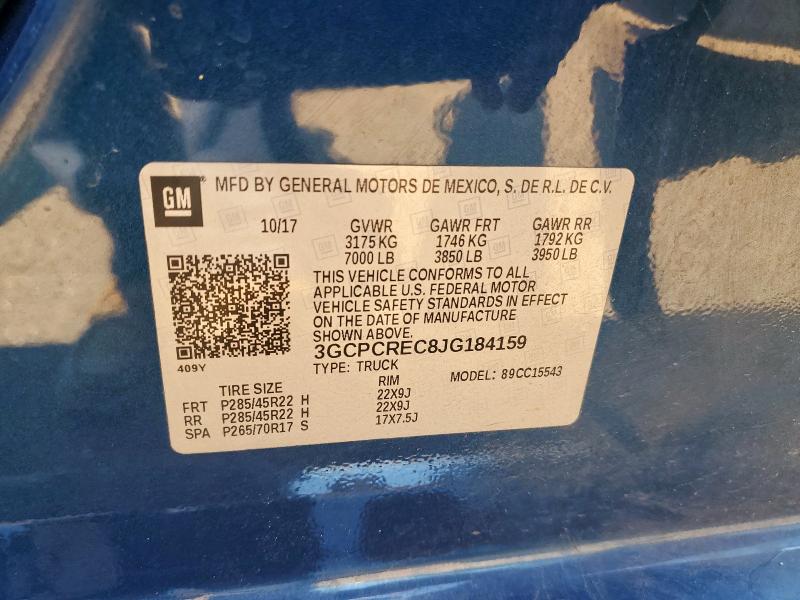 GM ® MFD BY GENERAL MOTORS DE MEXICO, S. DE R.L. DE C.V.
10/17 GVWR GAWR FRT GAWR RR
3175 KG 1746 KG 1792 KG
7000 LB 3850 LB 3950 LB
THIS VEHICLE CONFORMS TO ALL
APPLICABLE U.S. FEDERAL MOTOR
VEHICLE SAFETY STANDARDS IN EFFECT
ON THE DATE OF MANUFACTURE
SHOWN ABOVE.
409Y
3GCPCREC8JG184159
TYPE: TRUCK MODEL: 89CC15543
TIRE SIZE RIM
FRT P285/45R22 H 22X9J
RR P285/45R22 H 22X9J
SPA P265/70R17 S 17X7.5J